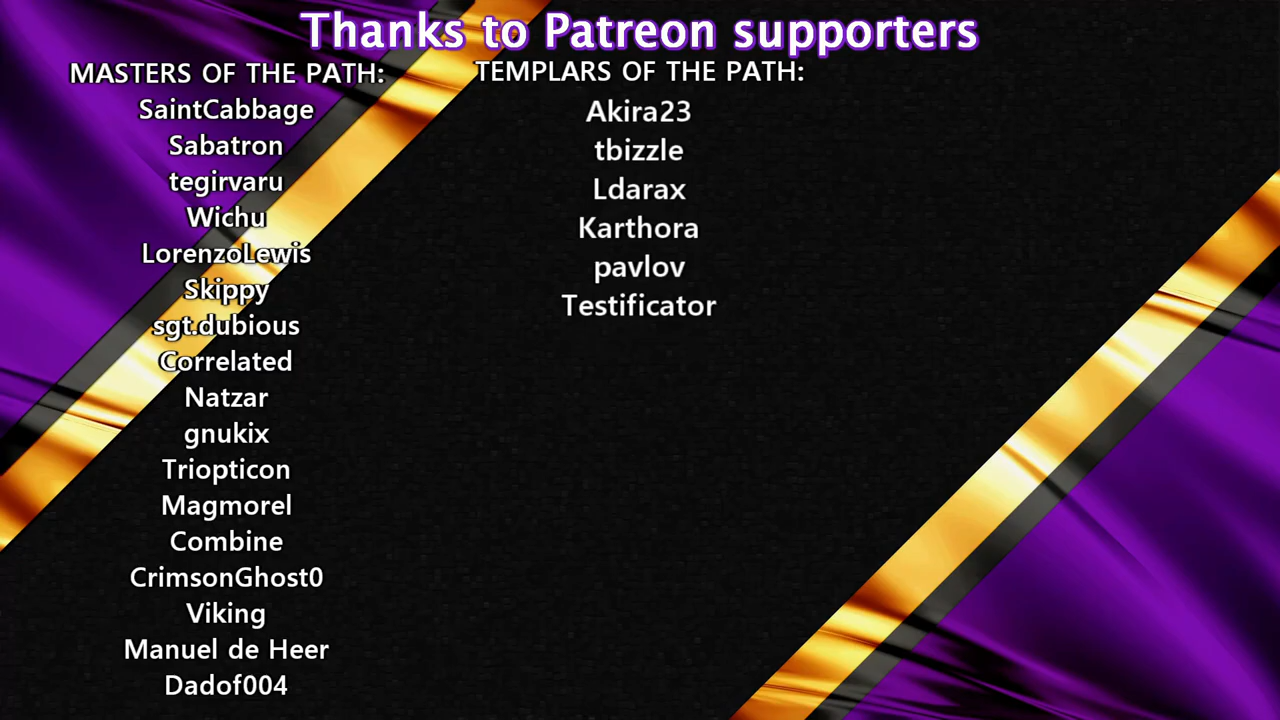 Thanks to Patreon supporters
MASTERS OF THE PATH:
SaintCabbage
Sabatron
tegirvaru
Wichu
LorenzoLewis
Skippy
sgt.dubious
Correlated
Natzar
gnukix
Triopticon
Magmorel
Combine
CrimsonGhost0
Viking
Manuel de Heer
Dadof004
TEMPLARS OF THE PATH:
Akira23
tbizzle
Ldarax
Karthora
pavlov
Testificator